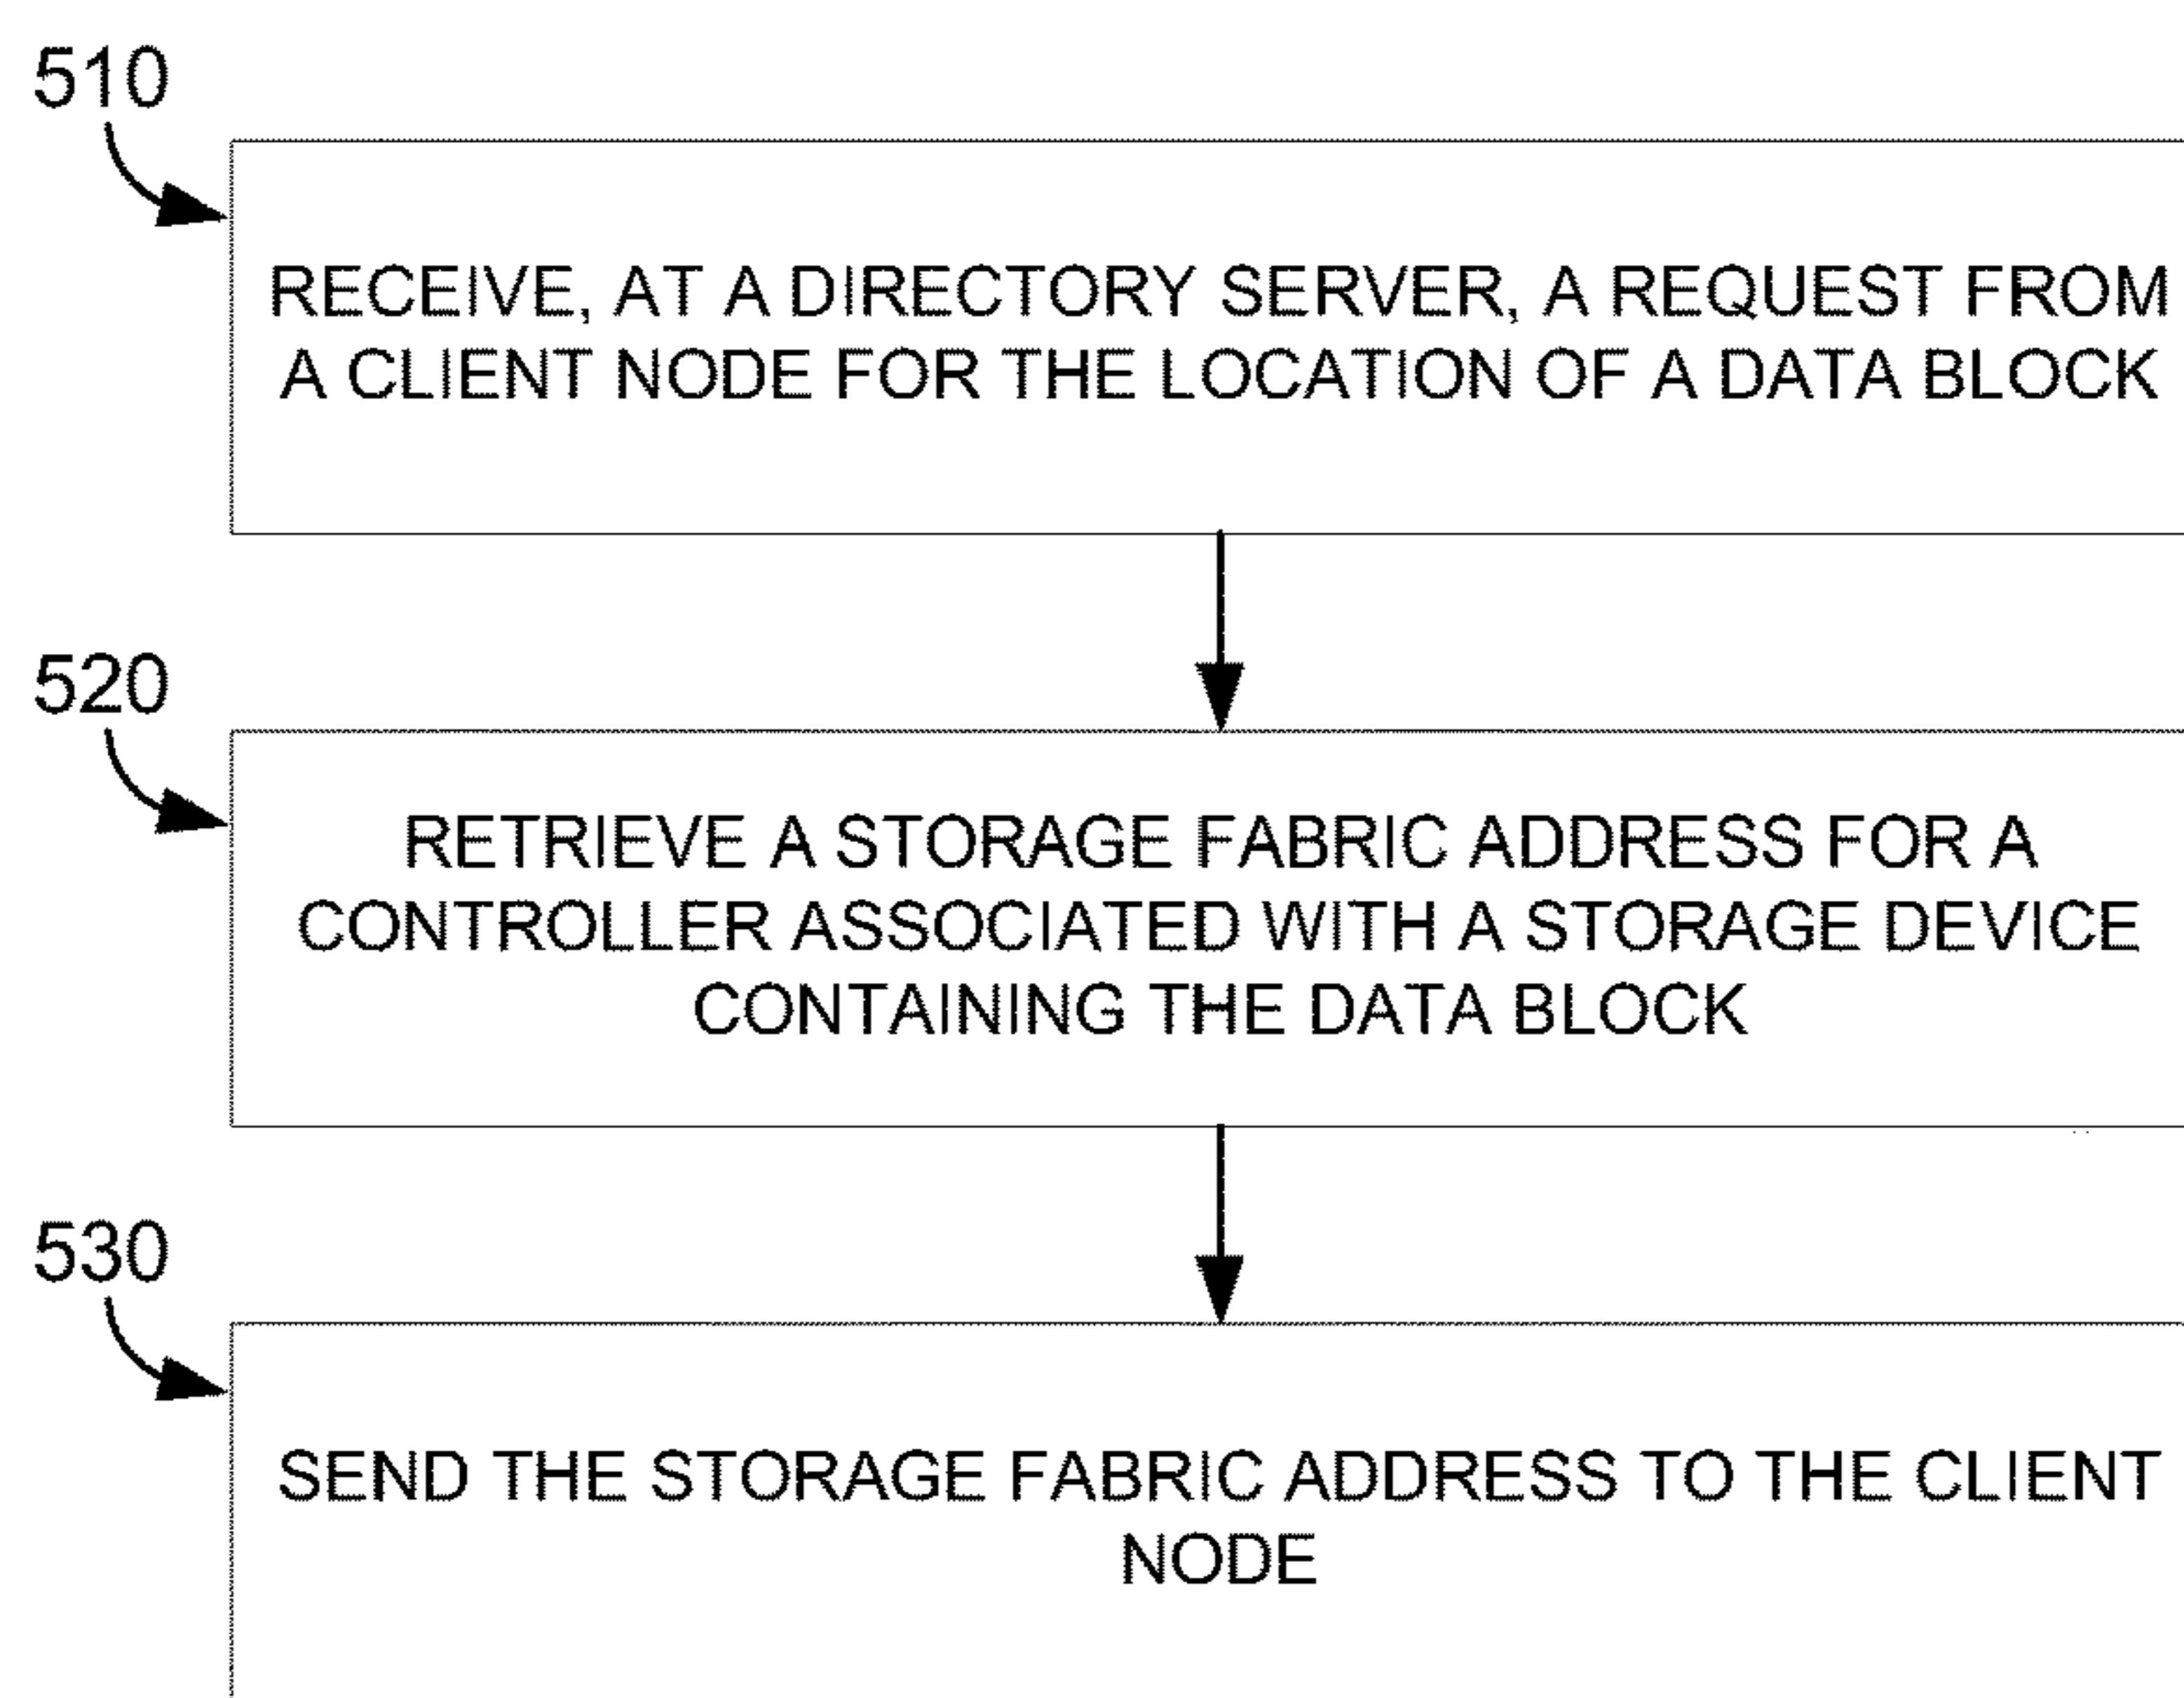 510
RECEIVE, AT A DIRECTORY SERVER, A REQUEST FROM
A CLIENT NODE FOR THE LOCATION OF A DATA BLOCK
520
RETRIEVE A STORAGE FABRIC ADDRESS FOR A
CONTROLLER ASSOCIATED WITH A STORAGE DEVICE
CONTAINING THE DATA BLOCK
530
SEND THE STORAGE FABRIC ADDRESS TO THE CLIENT
NODE